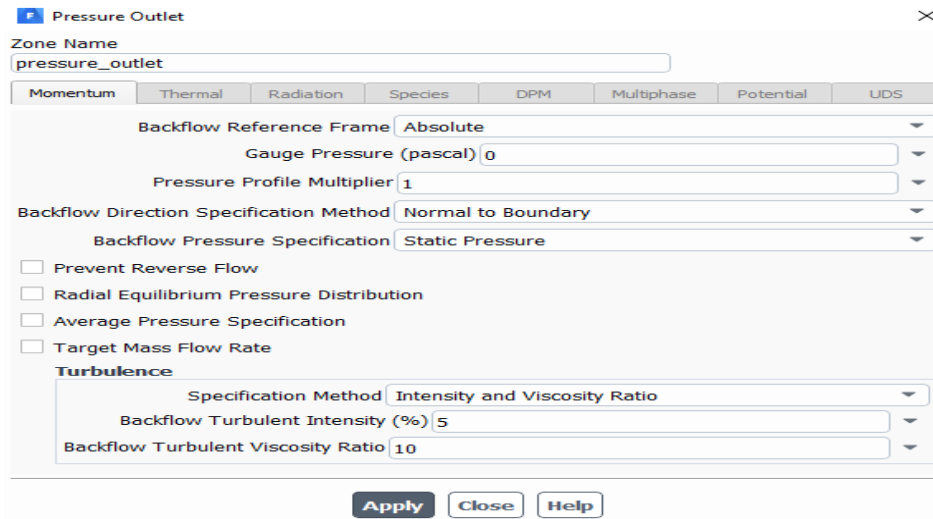 F Pressure Outlet
Zone Name
pressure_outlet
Momentum Thermal Radiation Species DPM Multiphase Potential UDS
Backflow Reference Frame Absolute
Gauge Pressure (pascal) 0
Pressure Profile Multiplier 1
Backflow Direction Specification Method Normal to Boundary
Backflow Pressure Specification Static Pressure
Prevent Reverse Flow
Radial Equilibrium Pressure Distribution
Average Pressure Specification
Target Mass Flow Rate
Turbulence
Specification Method Intensity and Viscosity Ratio
Backflow Turbulent Intensity (%) 5
Backflow Turbulent Viscosity Ratio 10
Apply Close Help